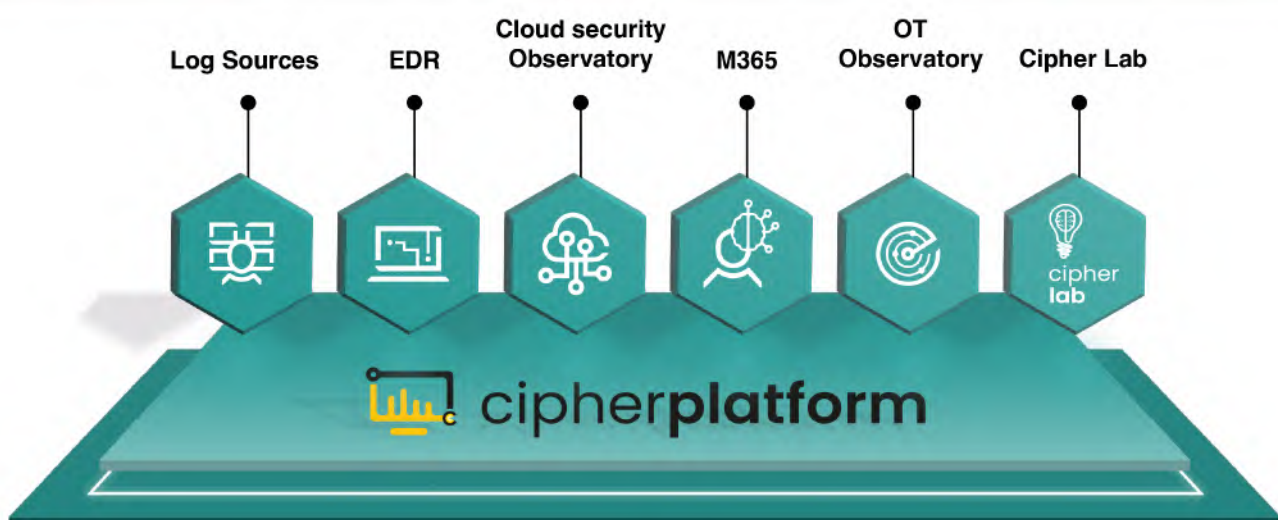 Log Sources
EDR
Cloud security
Observatory
M365
OT
Observatory
Cipher Lab
cipher
lab
cipherplatform